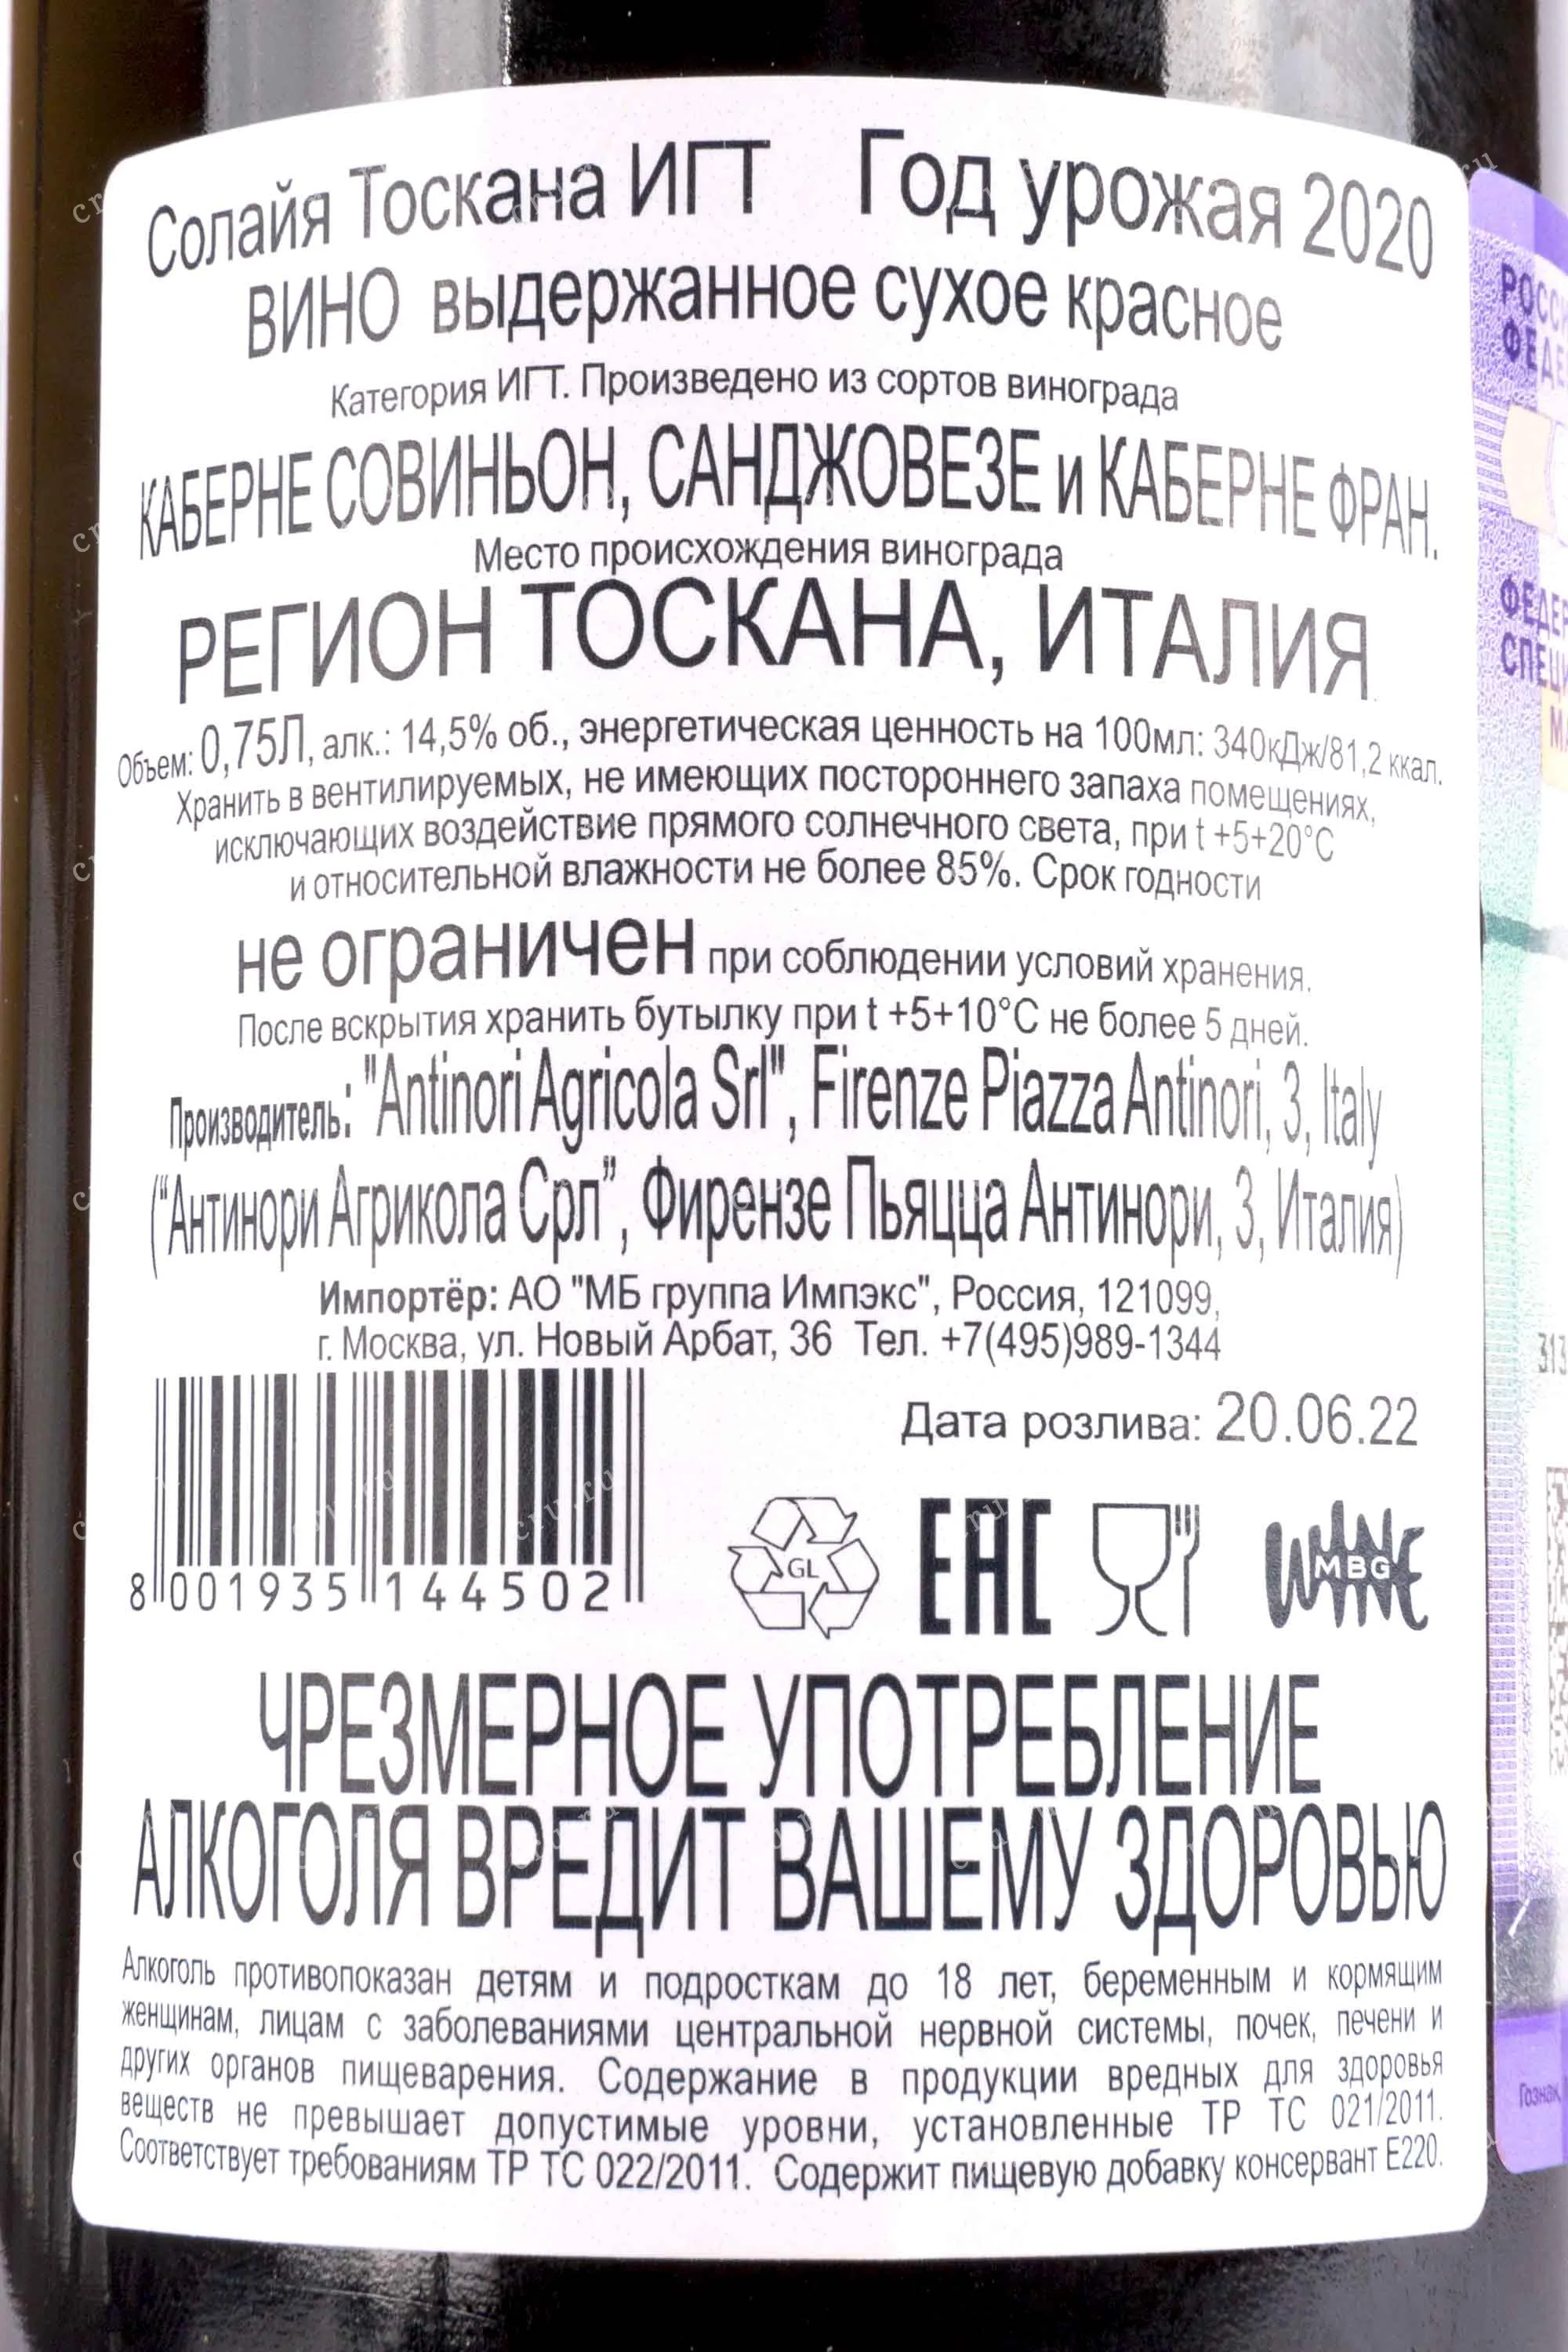 Солайя Тоскана ИГТ Год урожая 2020
ВИНО выдержанное сухое красное
Категория ИГТ. Произведено из сортов винограда
КАБЕРНЕ СОВИНЬОН, САНДЖОВЕЗЕ и КАБЕРНЕ ФРАН.
Место происхождения винограда
РЕГИОН ТОСКАНА, ИТАЛИЯ
Объем: 0,75Л, алк.: 14,5% об., энергетическая ценность на 100мл: 340кДж/81,2 ккал.
Хранить в вентилируемых, не имеющих постороннего запаха помещениях,
исключающих воздействие прямого солнечного света, при t +5+20°С
и относительной влажности не более 85%. Срок годности
не ограничен при соблюдении условий хранения.
После вскрытия хранить бутылку при t +5+10°С не более 5 дней.
Производитель: "Antinori Agricola Srl", Firenze Piazza Antinori, 3, Italy
("Антинори Агрикола Срл", Фирензе Пьяцца Антинори, 3, Италия)
Импортёр: АО "МБ группа Импэкс", Россия, 121099,
г. Москва, ул. Новый Арбат, 36 Тел. +7(495)989-1344
Дата розлива: 20.06.22
8 001935 144502
GL
EAC
WINE
MBG
ЧРЕЗМЕРНОЕ УПОТРЕБЛЕНИЕ
АЛКОГОЛЯ ВРЕДИТ ВАШЕМУ ЗДОРОВЬЮ
Алкоголь противопоказан детям и подросткам до 18 лет, беременным и кормящим
женщинам, лицам с заболеваниями центральной нервной системы, почек, печени и
других органов пищеварения. Содержание в продукции вредных для здоровья
веществ не превышает допустимые уровни, установленные ТР ТС 021/2011.
Соответствует требованиям ТР ТС 022/2011. Содержит пищевую добавку консервант Е220.
313
Гознак
cru.ru